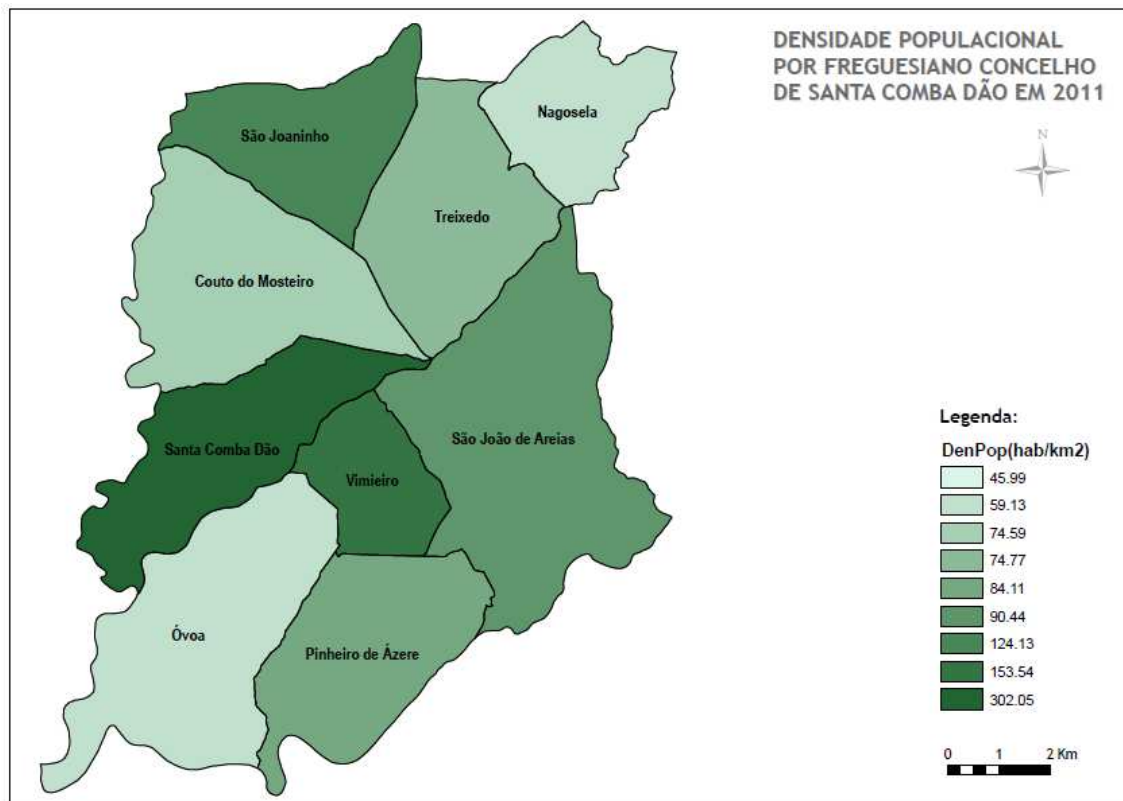 DENSIDADE POPULACIONAL
POR FREGUESIANO CONCELHO
DE SANTA COMBA DÃO EM 2011
N
Nagosela
São Joaninho
Treixedo
Couto do Mosteiro
São João de Areias
Santa Comba Dão
Vimieiro
Óvoa
Pinheiro de Ázere
Legenda:
DenPop(hab/km2)
45.99
59.13
74.59
74.77
84.11
90.44
124.13
153.54
302.05
0 1 2 Km